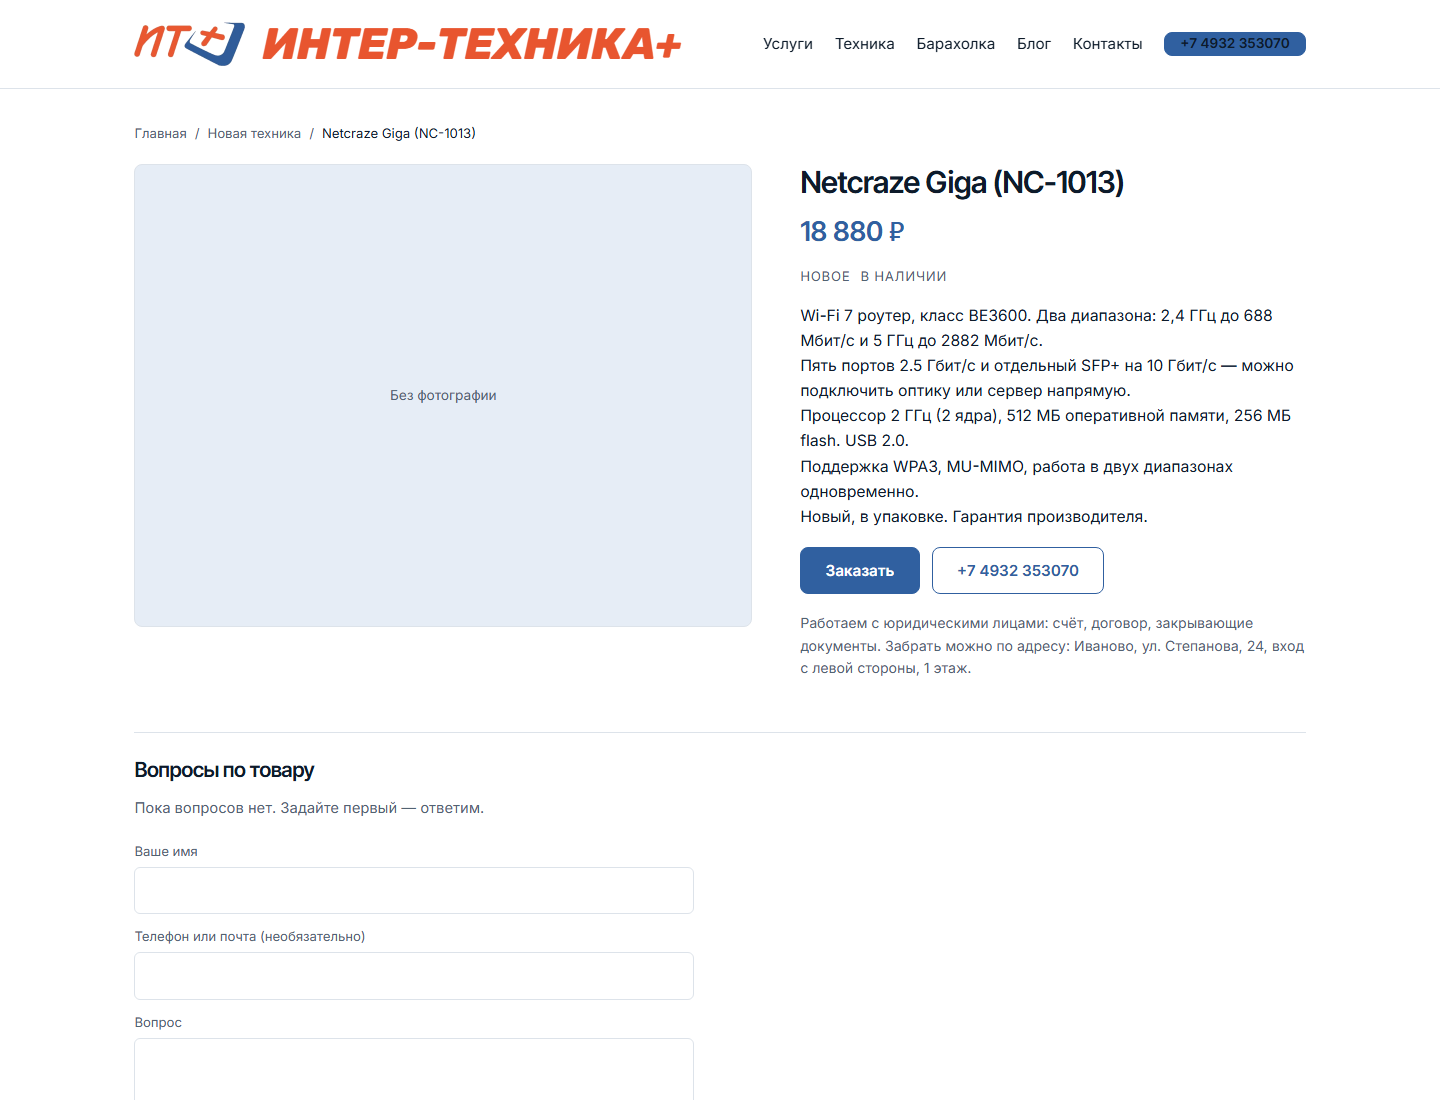 ИТ+ ИНТЕР-ТЕХНИКА+
Услуги Техника Барахолка Блог Контакты +7 4932 353070
Главная / Новая техника / Netcraze Giga (NC-1013)
Без фотографии
Netcraze Giga (NC-1013)
18 880 ₽
НОВОЕ В НАЛИЧИИ
Wi-Fi 7 роутер, класс BE3600. Два диапазона: 2,4 ГГц до 688
Мбит/с и 5 ГГц до 2882 Мбит/с.
Пять портов 2.5 Гбит/с и отдельный SFP+ на 10 Гбит/с — можно
подключить оптику или сервер напрямую.
Процессор 2 ГГц (2 ядра), 512 МБ оперативной памяти, 256 МБ
flash. USB 2.0.
Поддержка WPA3, MU-MIMO, работа в двух диапазонах
одновременно.
Новый, в упаковке. Гарантия производителя.
Заказать +7 4932 353070
Работаем с юридическими лицами: счёт, договор, закрывающие
документы. Забрать можно по адресу: Иваново, ул. Степанова, 24, вход
с левой стороны, 1 этаж.
Вопросы по товару
Пока вопросов нет. Задайте первый — ответим.
Ваше имя
Телефон или почта (необязательно)
Вопрос